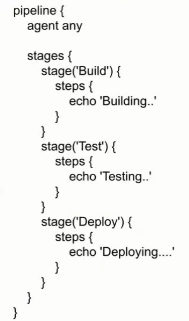 pipeline {
    agent any

    stages {
        stage('Build') {
            steps {
                echo 'Building..'
            }
        }
        stage('Test') {
            steps {
                echo 'Testing..'
            }
        }
        stage('Deploy') {
            steps {
                echo 'Deploying....'
            }
        }
    }
}